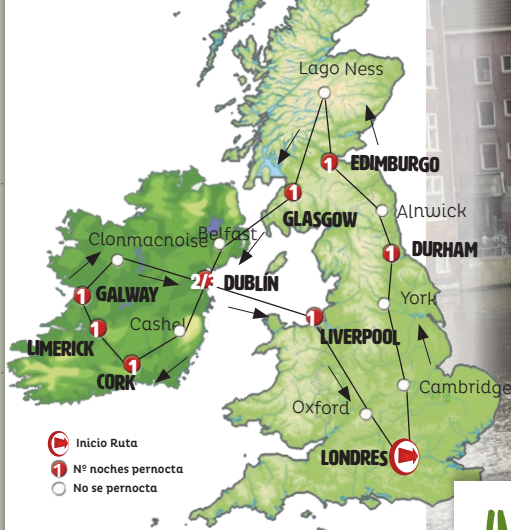 Lago Ness
EDIMBURGO
1
1
GLASGOW
Alnwick
Belfast
Clonmacnoise
1
DURHAM
2/3
DUBLÍN
1
GALWAY
York
1
LIVERPOOL
1
Cashel
LIMERICK
1
CORK
Cambridge
Oxford
LONDRES
Inicio Ruta
1 Nº noches pernocta
No se pernocta